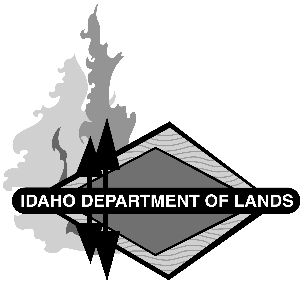 IDAHO DEPARTMENT OF LANDS